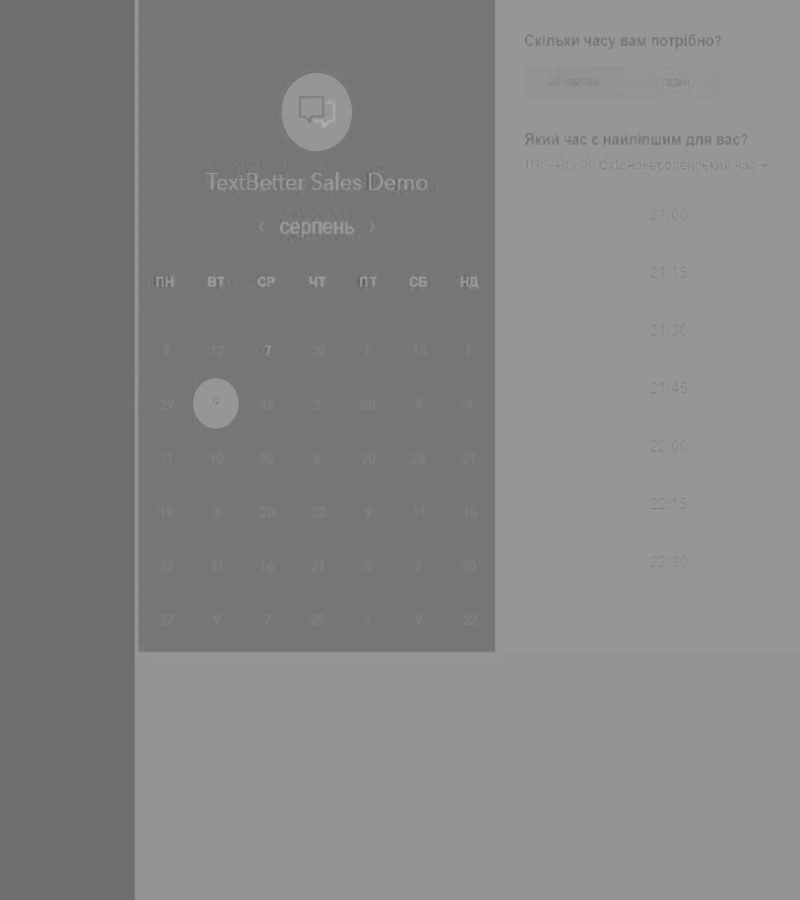 TextBetter Sales Demo
‹ серпень ›
ПН ВТ СР ЧТ ПТ СБ НД
9 12 7 30 1 15 1
29 9 12 2 28 9 4
11 10 30 6 20 25 21
19 3 28 22 9 11 15
27 31 16 21 8 2 30
27 9 7 25 2 9 22
Скільки часу вам потрібно?
40 хвилин 1 годин
Який час є найліпшим для вас?
UTC +03:00 Східноєвропейський час
21:00
21:15
21:30
21:45
22:00
22:15
22:30